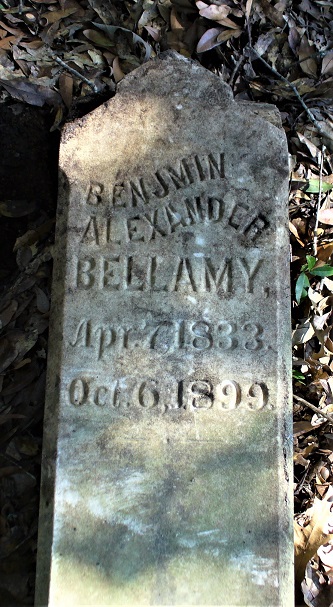 BENJMIN
ALEXANDER
BELLAMY,
Apr. 7, 1833.
Oct. 6, 1899.